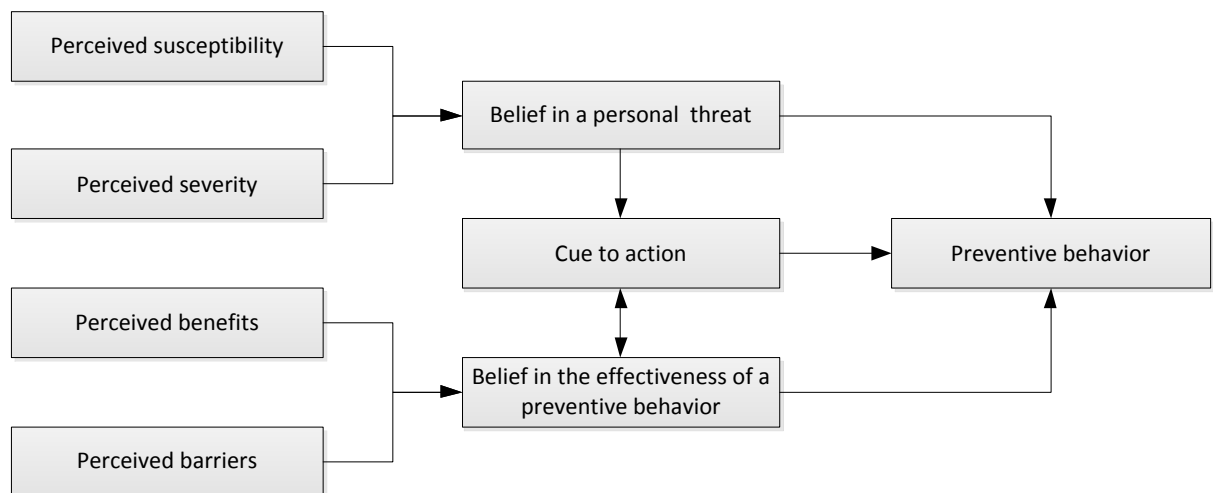 Perceived susceptibility
Perceived severity
Perceived benefits
Perceived barriers
Belief in a personal threat
Cue to action
Belief in the effectiveness of a
preventive behavior
Preventive behavior